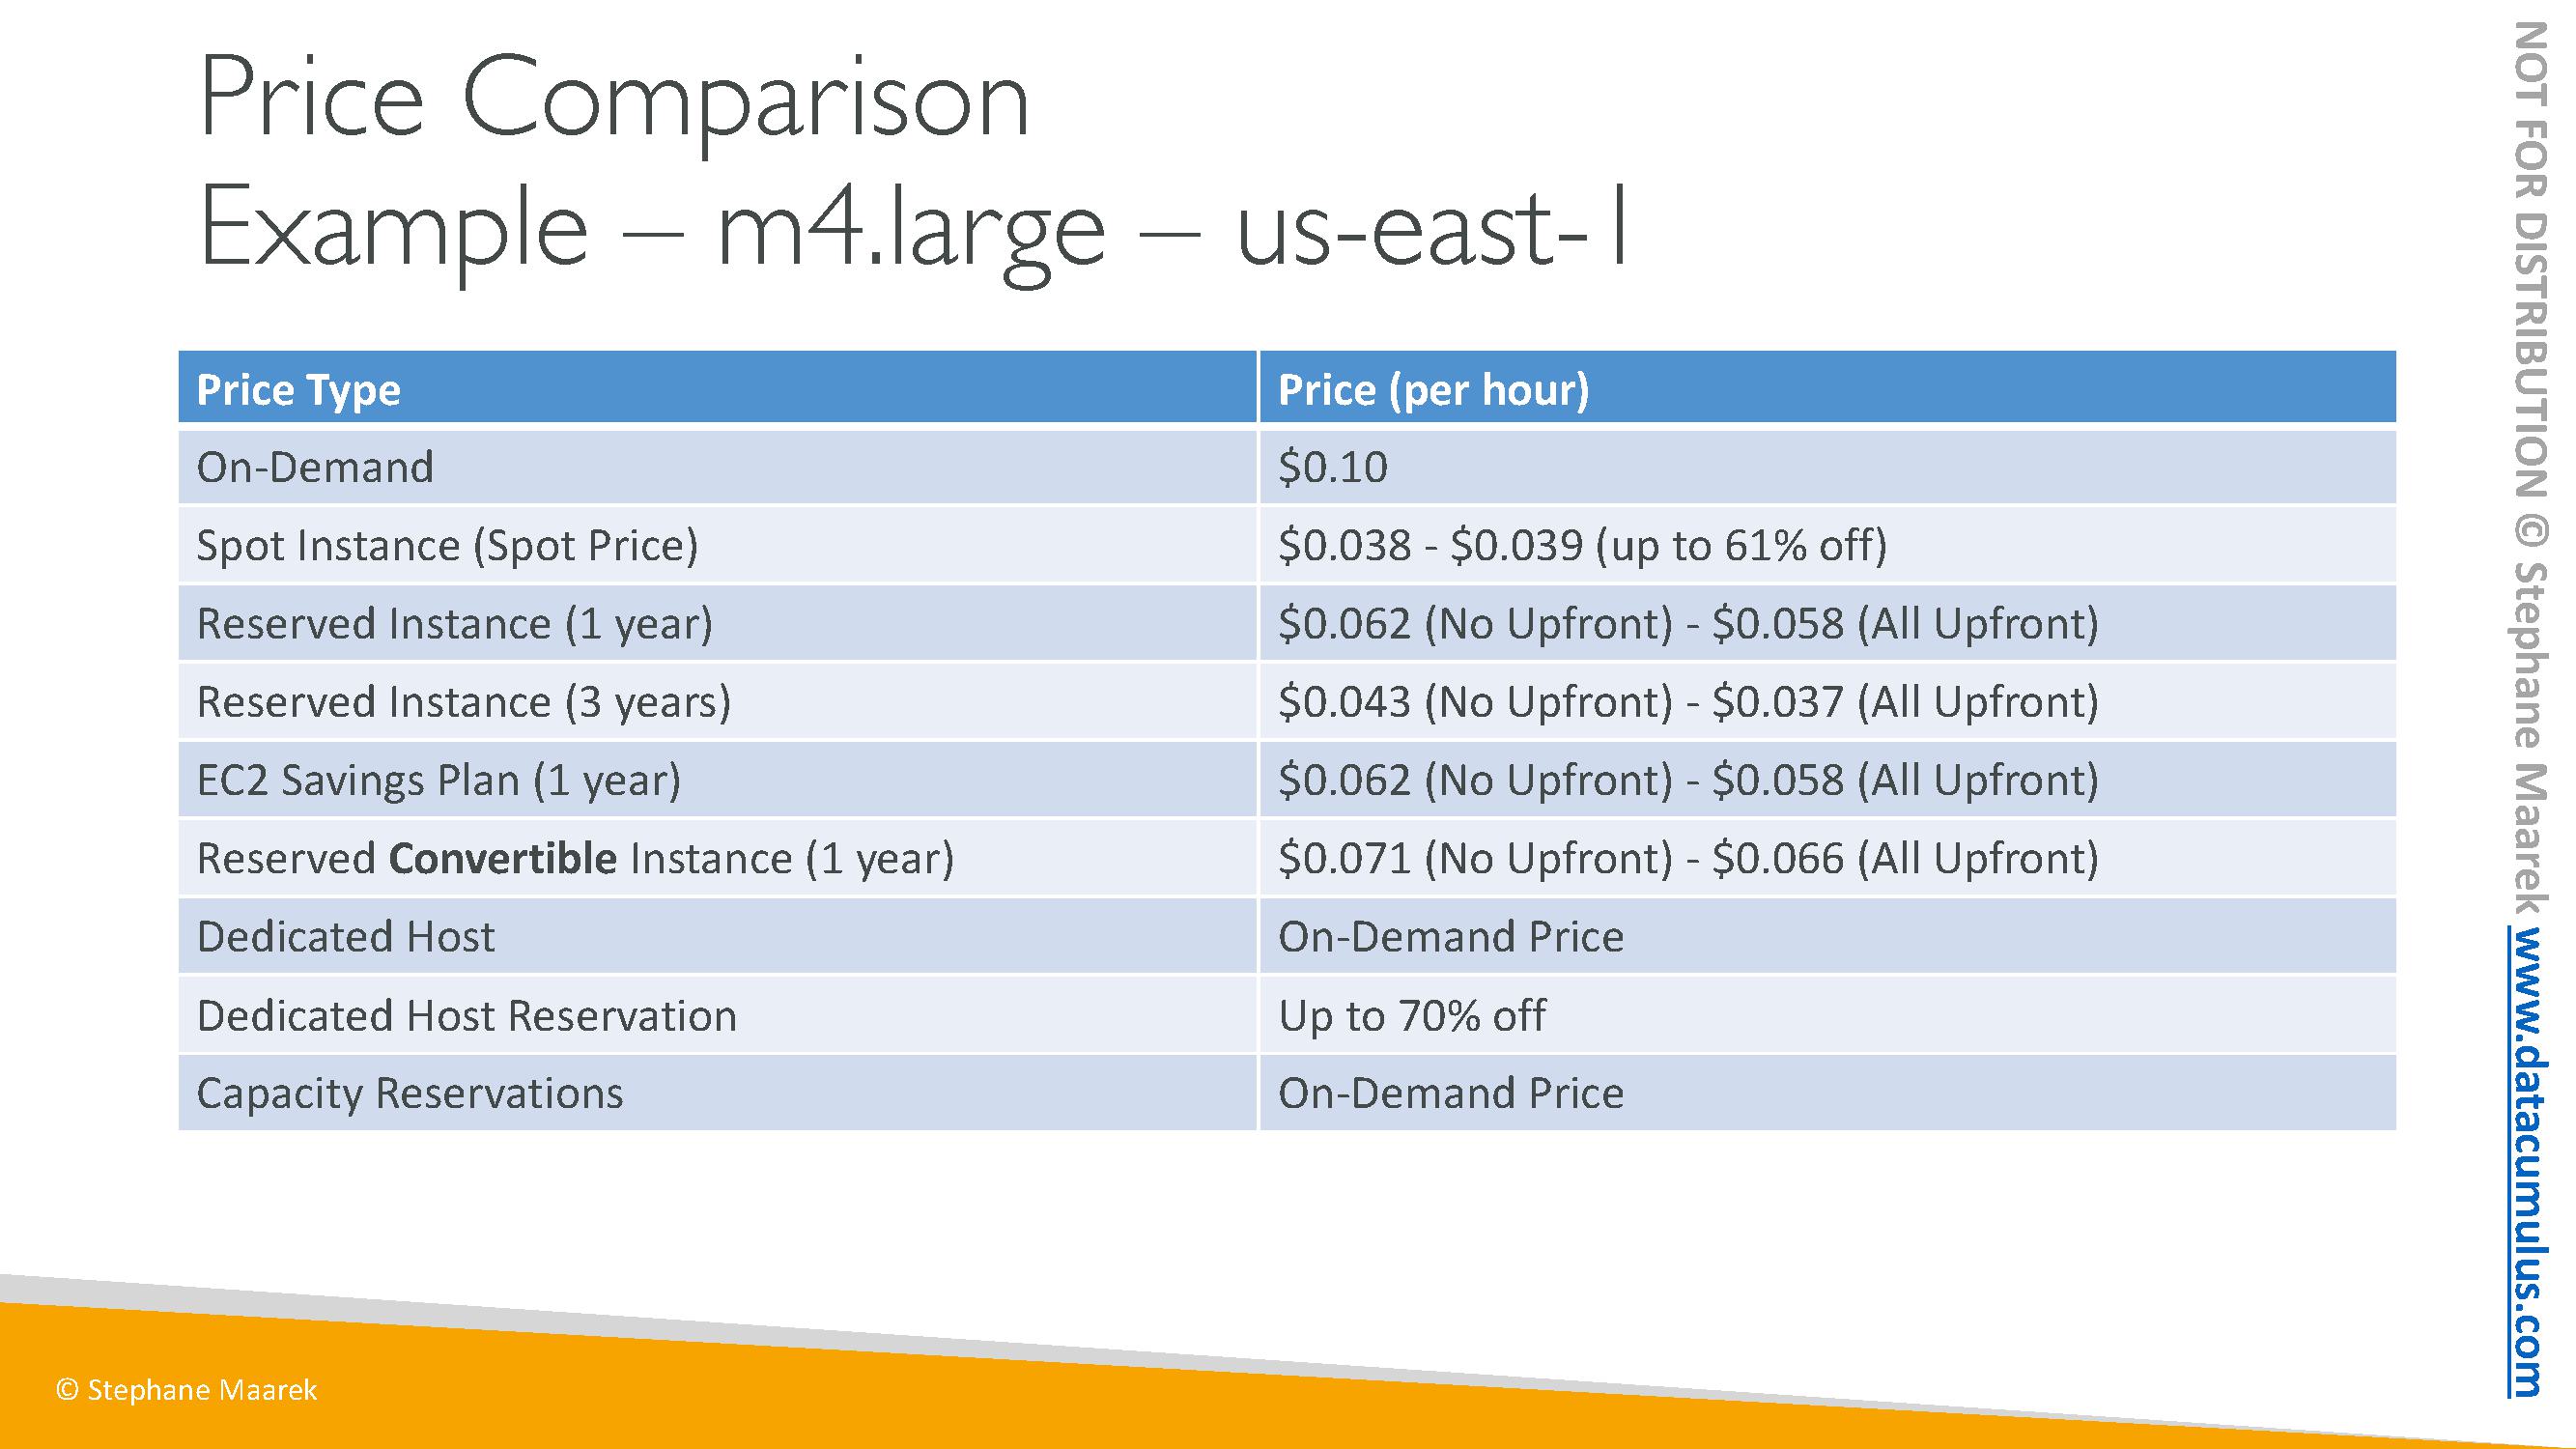 Price Comparison
Example – m4.large – us-east-1
Price Type Price (per hour)
On-Demand $0.10
Spot Instance (Spot Price) $0.038 - $0.039 (up to 61% off)
Reserved Instance (1 year) $0.062 (No Upfront) - $0.058 (All Upfront)
Reserved Instance (3 years) $0.043 (No Upfront) - $0.037 (All Upfront)
EC2 Savings Plan (1 year) $0.062 (No Upfront) - $0.058 (All Upfront)
Reserved Convertible Instance (1 year) $0.071 (No Upfront) - $0.066 (All Upfront)
Dedicated Host On-Demand Price
Dedicated Host Reservation Up to 70% off
Capacity Reservations On-Demand Price
© Stephane Maarek
NOT FOR DISTRIBUTION © Stephane Maarek www.datacumulus.com